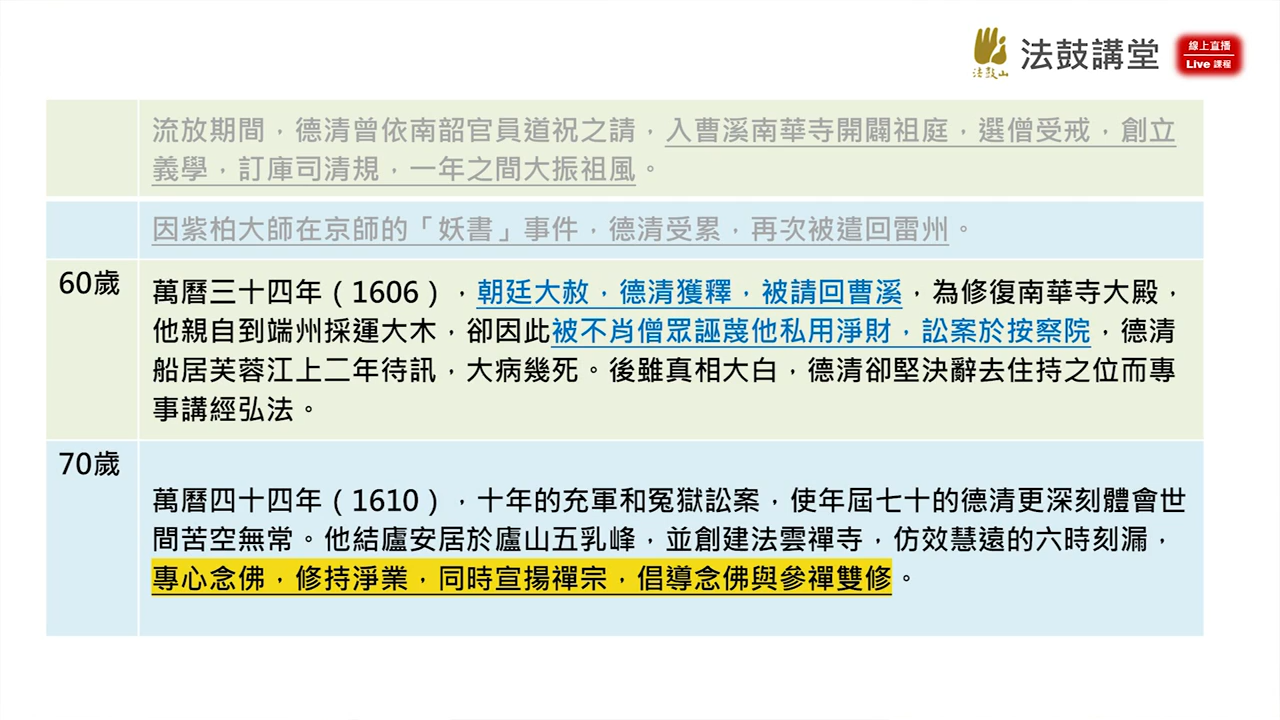 法鼓山
法鼓講堂
線上直播
Live 課程
流放期間，德清曾依南韶官員道祝之請，入曹溪南華寺開闢祖庭，選僧受戒，創立
義學，訂庫司清規，一年之間大振祖風。
因紫柏大師在京師的「妖書」事件，德清受累，再次被遣回雷州。
60歲
萬曆三十四年（1606），朝廷大赦，德清獲釋，被請回曹溪，為修復南華寺大殿，
他親自到端州採運大木，卻因此被不肖僧眾誣蔑他私用淨財，訟案於按察院，德清
船居芙蓉江上二年待訊，大病幾死。後雖真相大白，德清卻堅決辭去住持之位而專
事講經弘法。
70歲
萬曆四十四年（1610），十年的充軍和冤獄訟案，使年屆七十的德清更深刻體會世
間苦空無常。他結廬安居於廬山五乳峰，並創建法雲禪寺，仿效慧遠的六時刻漏，
專心念佛，修持淨業，同時宣揚禪宗，倡導念佛與參禪雙修。